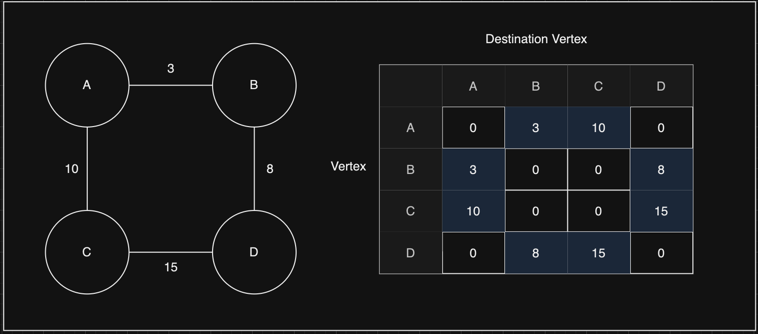 A 3 B
10 8
C 15 D
Destination Vertex
Vertex
A B C D
A 0 3 10 0
B 3 0 0 8
C 10 0 0 15
D 0 8 15 0